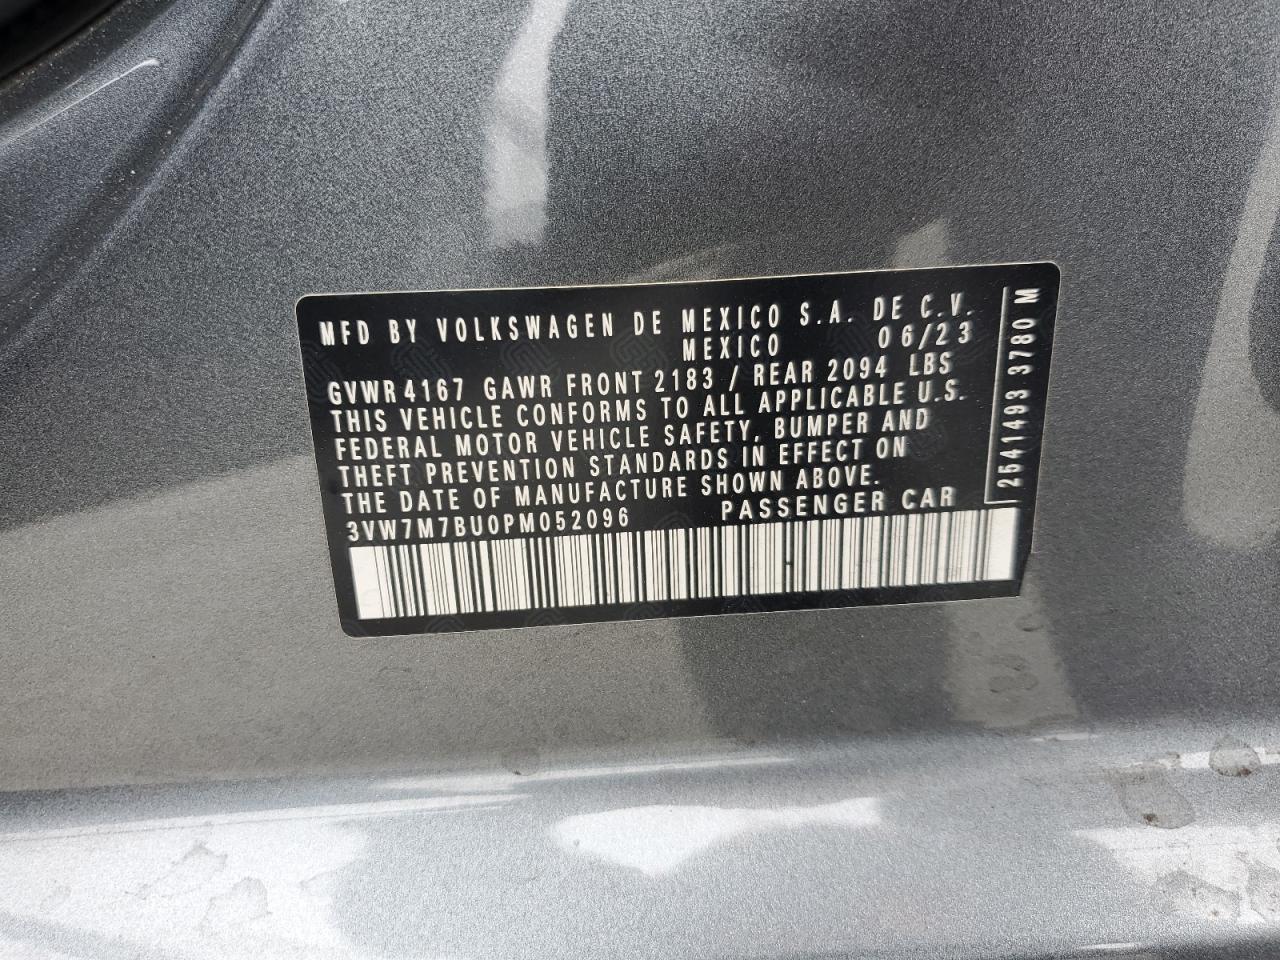 MFD BY VOLKSWAGEN DE MEXICO S.A. DE C.V.
MEXICO 06/23
GVWR 4167 GAWR FRONT 2183 / REAR 2094 LBS
THIS VEHICLE CONFORMS TO ALL APPLICABLE U.S.
FEDERAL MOTOR VEHICLE SAFETY, BUMPER AND
THEFT PREVENTION STANDARDS IN EFFECT ON
THE DATE OF MANUFACTURE SHOWN ABOVE.
3VW7M7BU0PM052096 PASSENGER CAR
2541493 3780 M